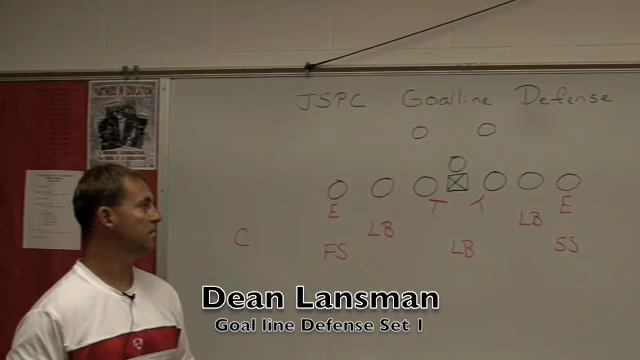 JSPC Goalline Defense
E T T E
LB LB
C FS LB SS
Dean Lansman
Goal line Defense Set 1